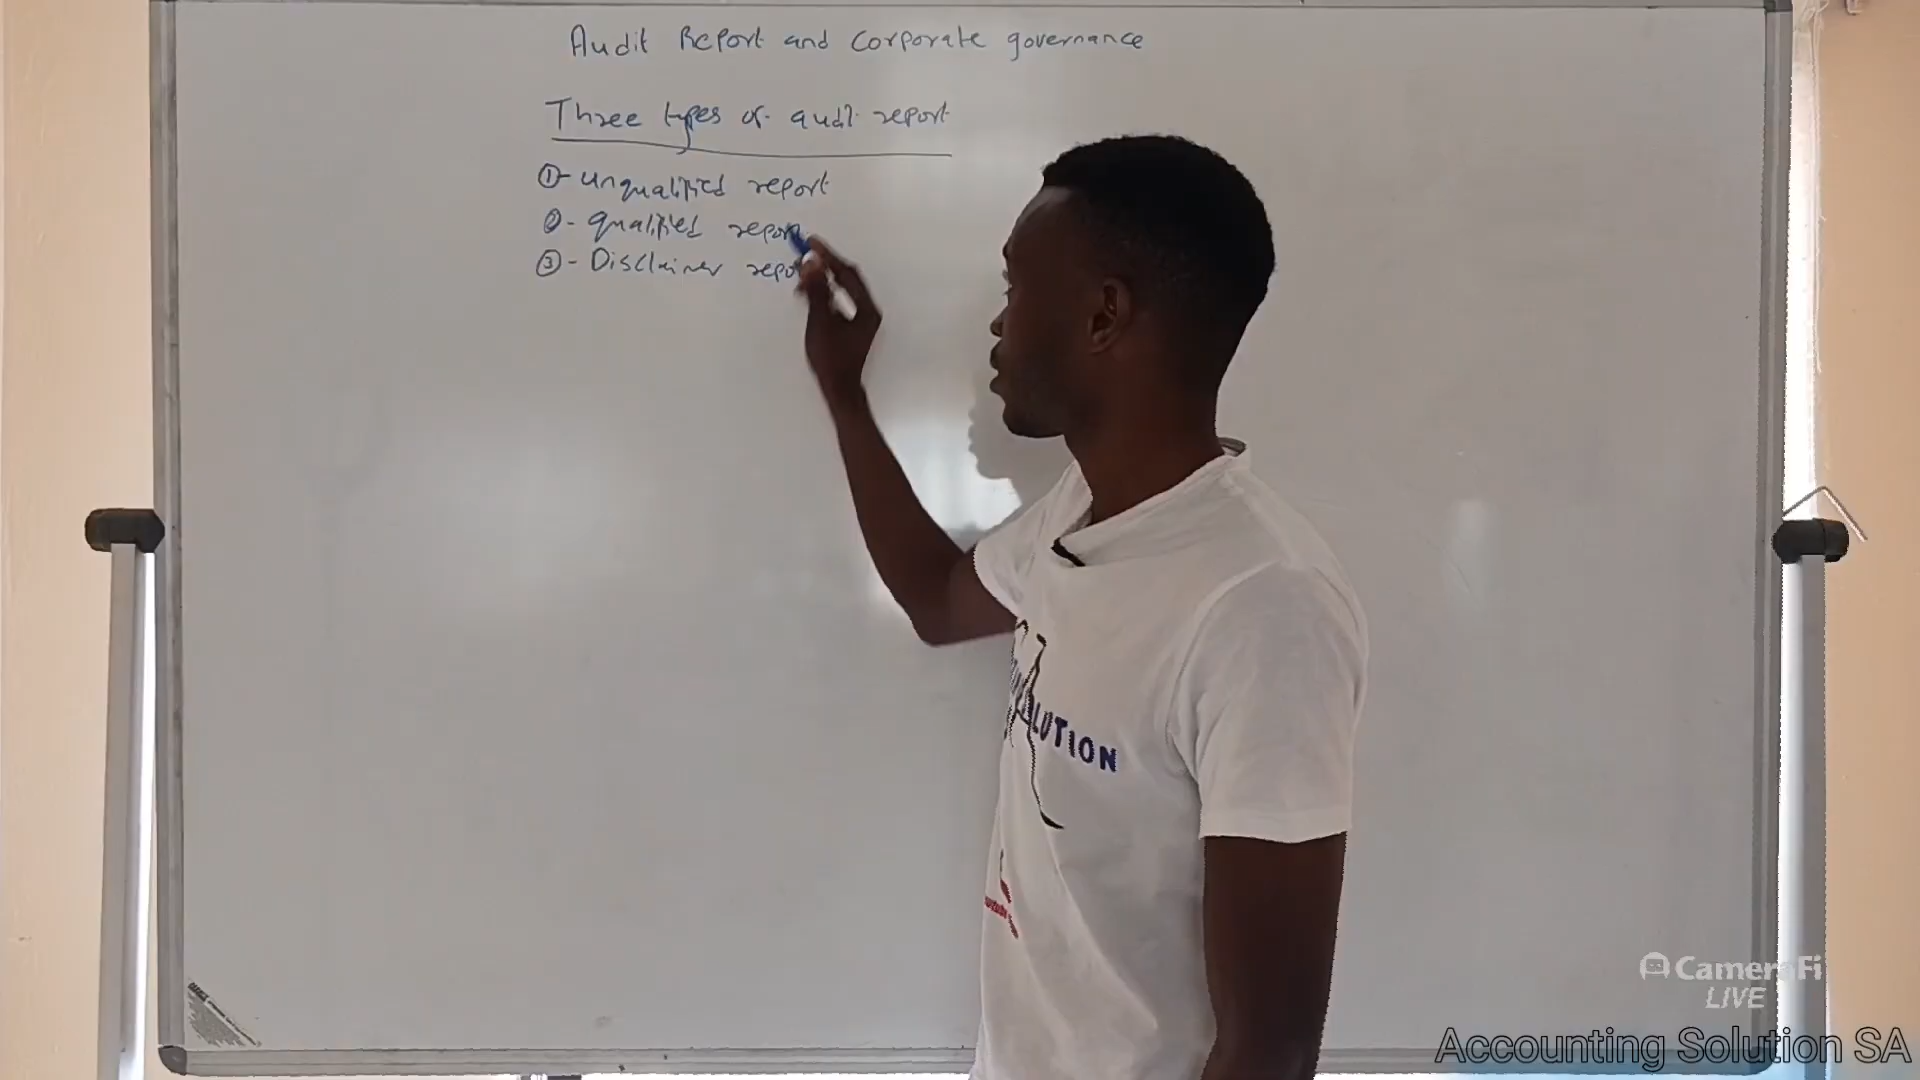 Audit Report and corporate governance
Three types of audit report
①- unqualified report
②- qualified report
③- Disclaimer repo
LUTION
CameraFi
LIVE
Accounting Solution SA